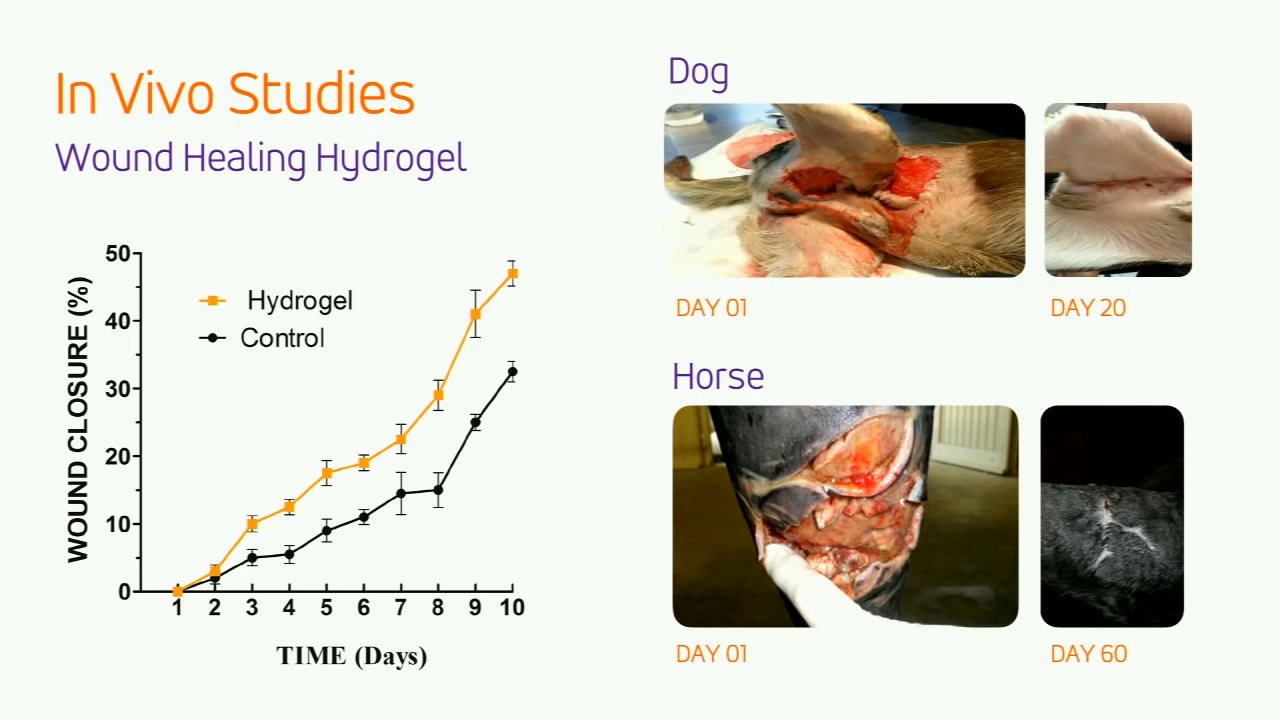 In Vivo Studies
Wound Healing Hydrogel
WOUND CLOSURE (%)
50
40
30
20
10
0
Hydrogel
Control
1 2 3 4 5 6 7 8 9 10
TIME (Days)
Dog
DAY 01
DAY 20
Horse
DAY 01
DAY 60